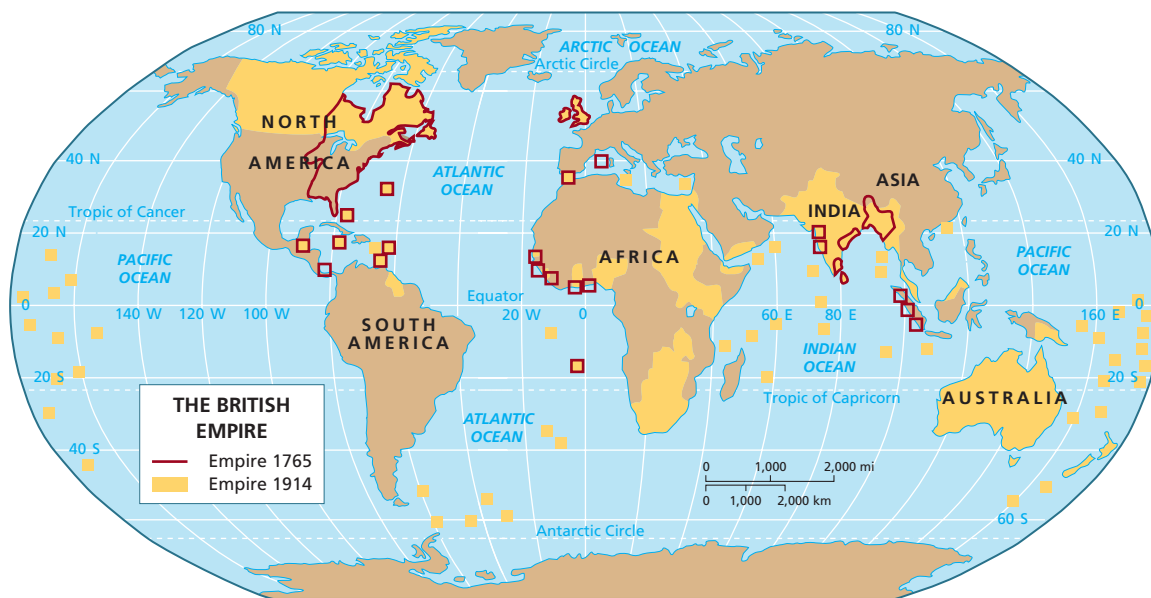 80 N
80 N
ARCTIC OCEAN
Arctic Circle
NORTH
AMERICA
40 N
ATLANTIC
OCEAN
40 N
ASIA
Tropic of Cancer
INDIA
20 N
20 N
PACIFIC
OCEAN
AFRICA
PACIFIC
OCEAN
0
Equator
0
140 W
120 W
100 W
20 W
0
60 E
80 E
160 E
SOUTH
AMERICA
INDIAN
OCEAN
20 S
20 S
Tropic of Capricorn
AUSTRALIA
ATLANTIC
OCEAN
THE BRITISH
EMPIRE
Empire 1765
Empire 1914
40 S
0 1,000 2,000 mi
0 1,000 2,000 km
60 S
Antarctic Circle